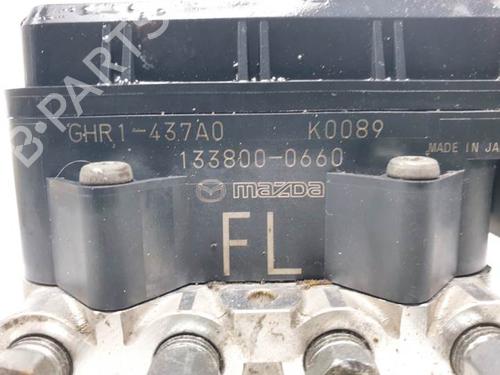 GHR1-437A0 K0089
133800-0660
MADE IN JA
mazda
FL
B-PARTS